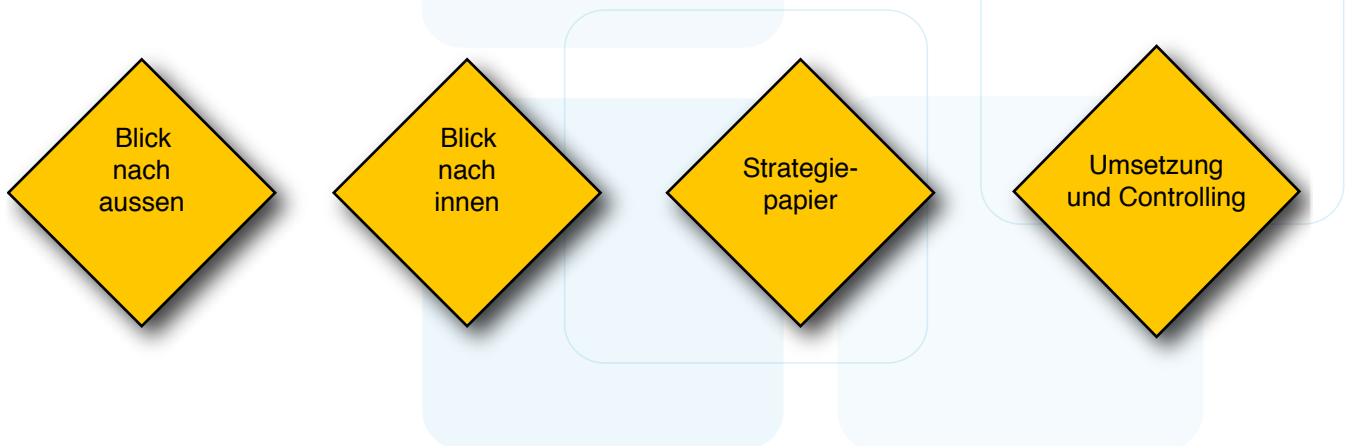 Blick
nach
aussen
Blick
nach
innen
Strategie-
papier
Umsetzung
und Controlling